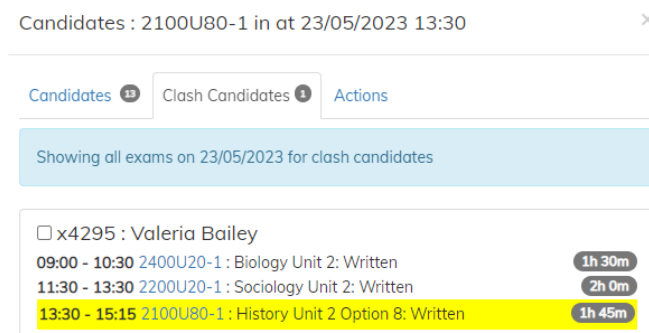 Candidates : 2100U80-1 in at 23/05/2023 13:30 ×
Candidates 13 Clash Candidates 1 Actions
Showing all exams on 23/05/2023 for clash candidates
x4295 : Valeria Bailey
09:00 - 10:30 2400U20-1 : Biology Unit 2: Written 1h 30m
11:30 - 13:30 2200U20-1 : Sociology Unit 2: Written 2h 0m
13:30 - 15:15 2100U80-1 : History Unit 2 Option 8: Written 1h 45m